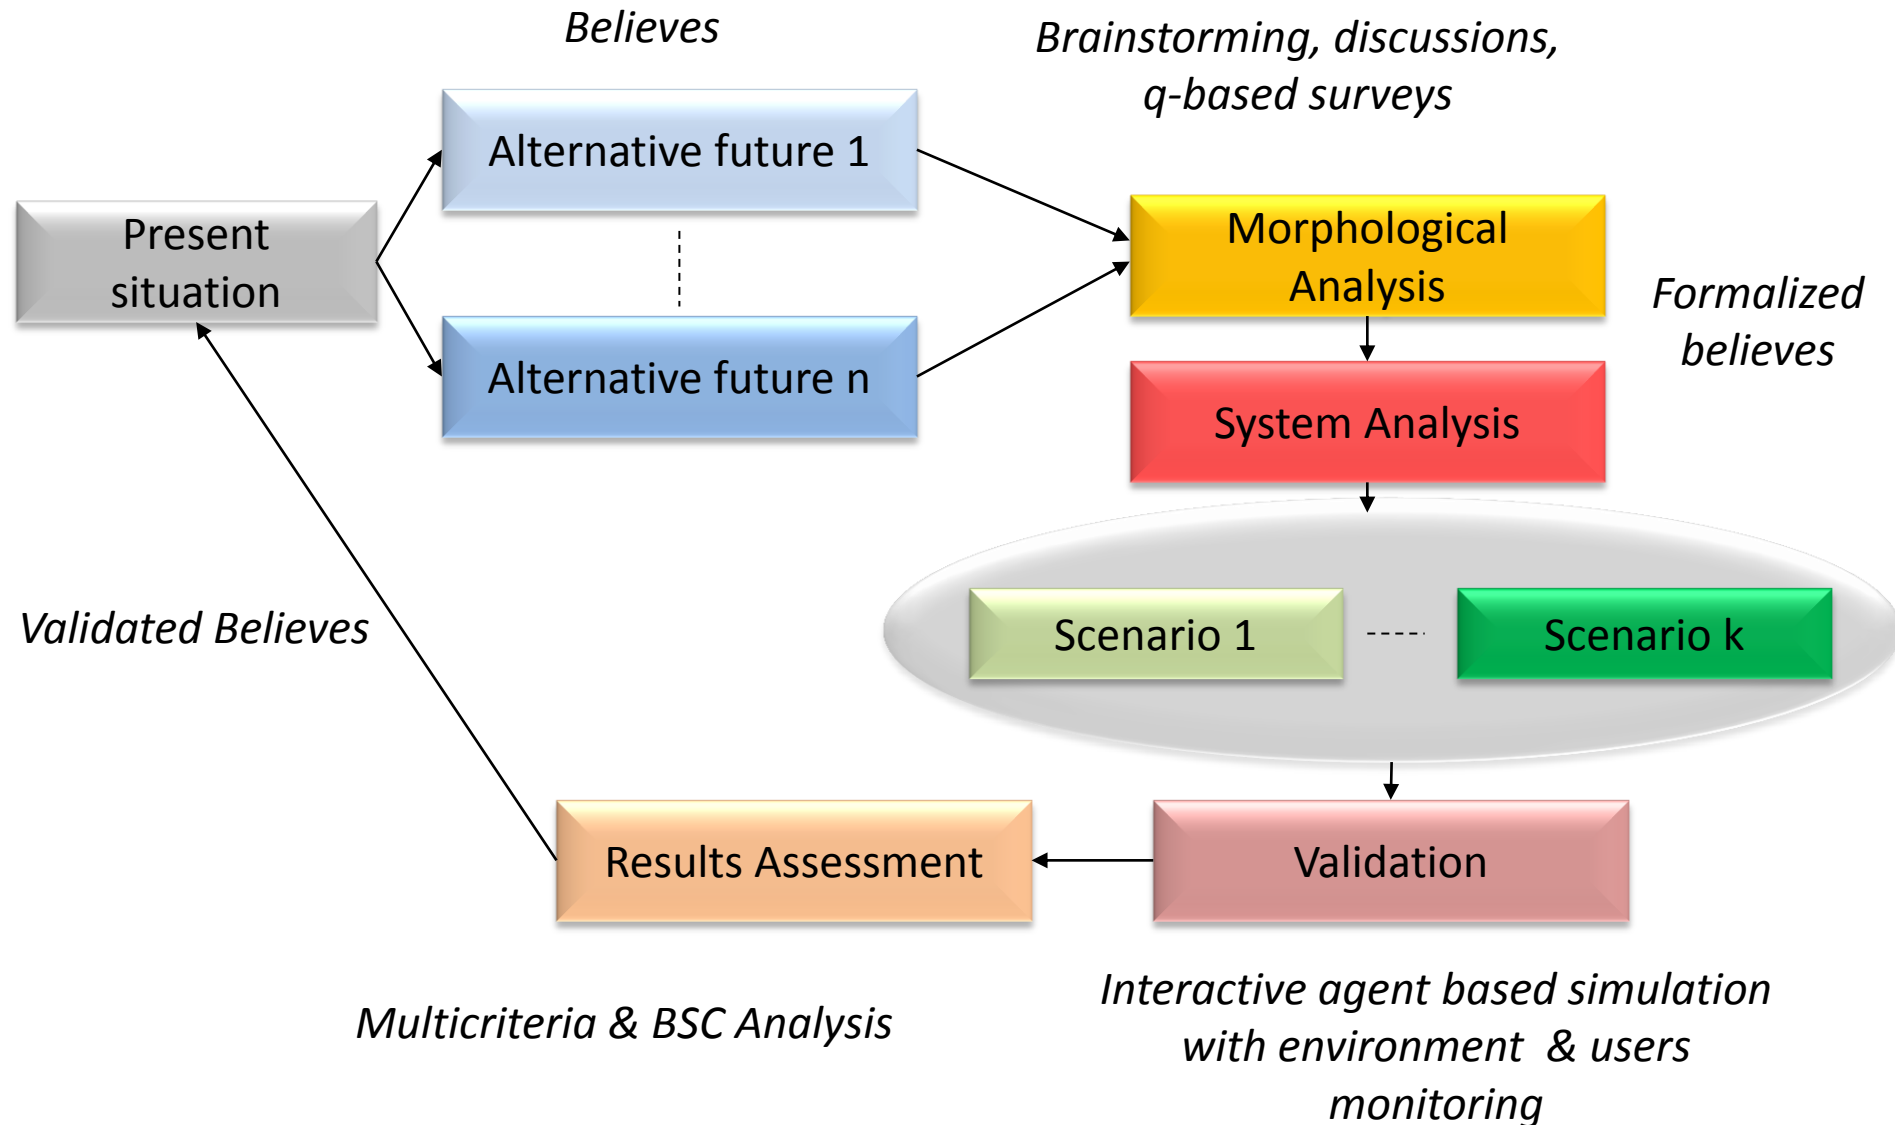 Believes
Brainstorming, discussions,
q-based surveys
Alternative future 1
Present
situation
Morphological
Analysis
Formalized
believes
Alternative future n
System Analysis
Scenario 1
Scenario k
Validated Believes
Results Assessment
Validation
Multicriteria & BSC Analysis
Interactive agent based simulation
with environment  & users
monitoring